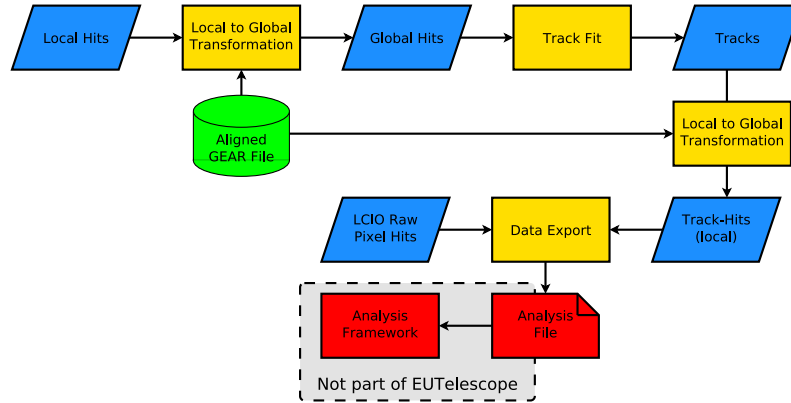 Local Hits
Local to Global
Transformation
Global Hits
Track Fit
Tracks
Aligned
GEAR File
Local to Global
Transformation
LCIO Raw
Pixel Hits
Data Export
Track-Hits
(local)
Analysis
Framework
Analysis
File
Not part of EUTelescope